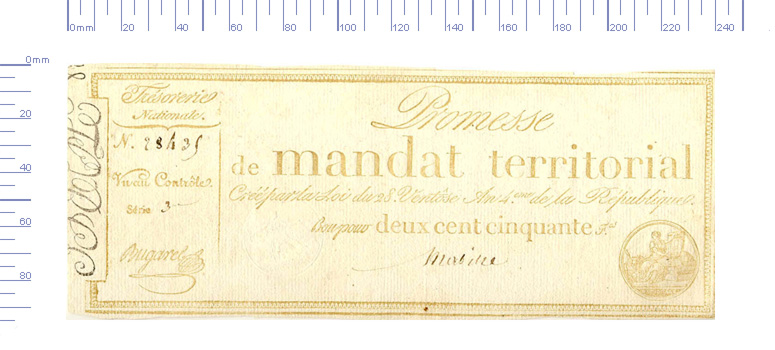 0mm 20 40 60 80 100 120 140 160 180 200 220 240
0mm
20
40
60
80
Trésorerie
Nationale.
N. 28435
Vu au Contrôle.
Série 3
Bugarel
Promesse
de mandat territorial
Créé par la Loi du 28. Ventôse An 4.eme de la République.
Bon pour deux cent cinquante F.cs